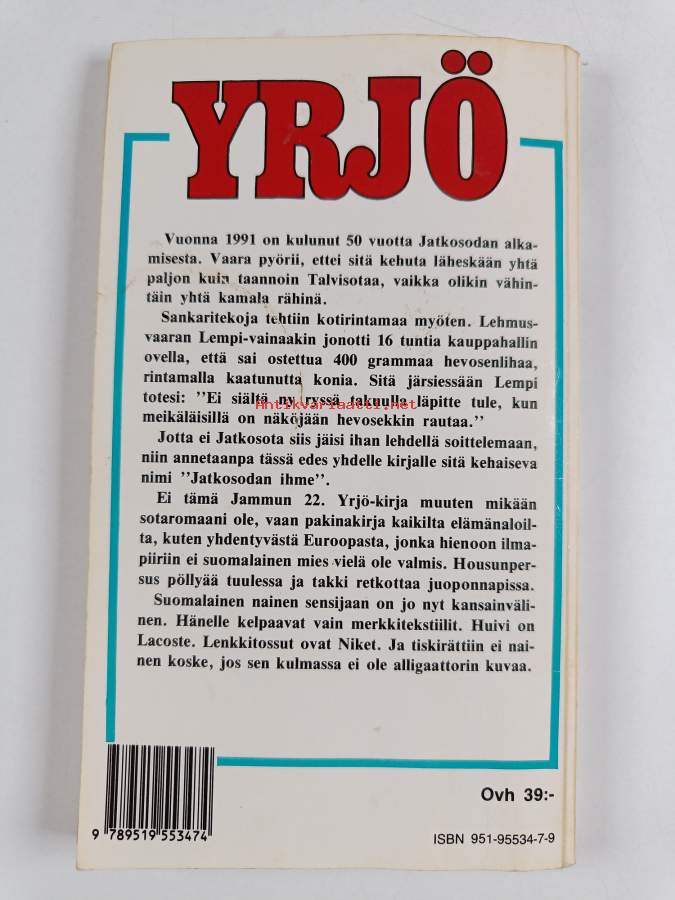 YRJÖ
Vuonna 1991 on kulunut 50 vuotta Jatkosodan alka-
misesta. Vaara pyörii, ettei sitä kehuta läheskään yhtä
paljon kuin taannoin Talvisotaa, vaikka olikin vähin-
täin yhtä kamala rähinä.
Sankaritekoja tehtiin kotirintamaa myöten. Lehmus-
vaaran Lempi-vainaakin jonotti 16 tuntia kauppahallin
ovella, että sai ostettua 400 grammaa hevosenlihaa,
rintamalla kaatunutta konia. Sitä järsiessään Lempi
totesi: ''Ei siältä ny ryssä takuulla läpitte tule, kun
Antikvariaatti.net
meikäläisillä on näköjään hevosekkin rautaa.''
Jotta ei Jatkosota siis jäisi ihan lehdellä soittelemaan,
niin annetaanpa tässä edes yhdelle kirjalle sitä kehaiseva
nimi ''Jatkosodan ihme''.
Ei tämä Jammun 22. Yrjö-kirja muuten mikään
sotaromaani ole, vaan pakinakirja kaikilta elämänaloil-
ta, kuten yhdentyvästä Euroopasta, jonka hienoon ilma-
piiriin ei suomalainen mies vielä ole valmis. Housunper-
sus pöllyää tuulessa ja takki retkottaa juoponnapissa.
Suomalainen nainen sensijaan on jo nyt kansainväli-
nen. Hänelle kelpaavat vain merkkitekstiilit. Huivi on
Lacoste. Lenkkitossut ovat Niket. Ja tiskirättiin ei nai-
nen koske, jos sen kulmassa ei ole alligaattorin kuvaa.
Ovh 39:-
9 789519 553474
ISBN 951-95534-7-9